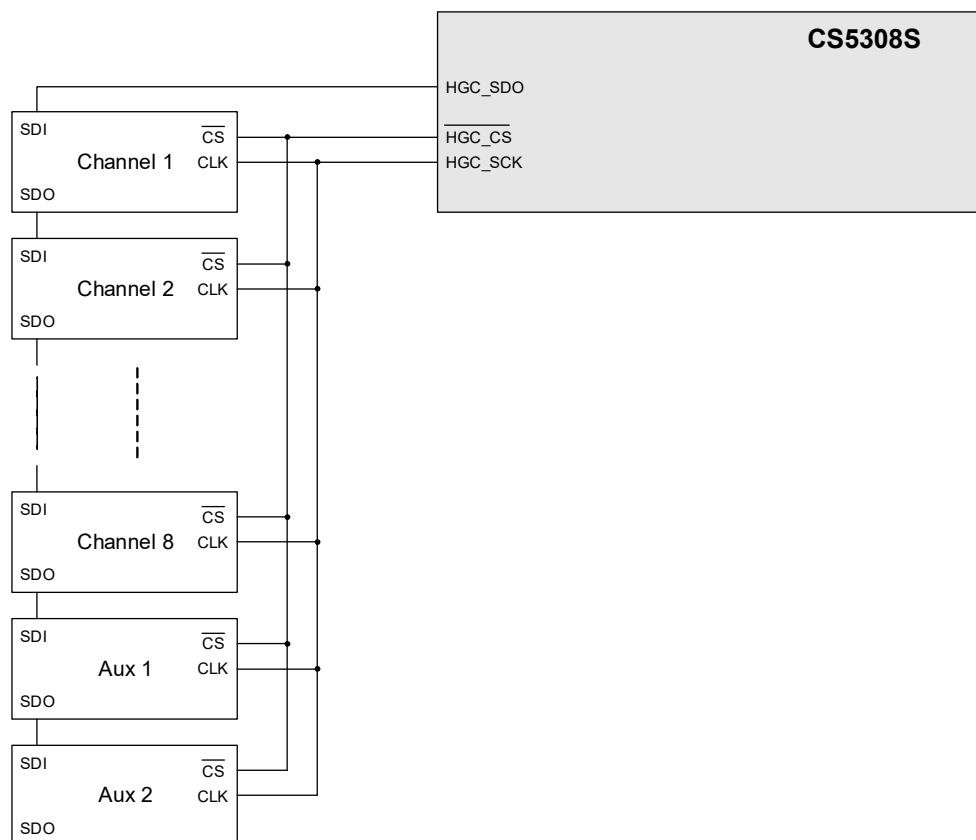 CS5308S
HGC_SDO
HGC_CS
HGC_SCK
SDI
CS
Channel 1
CLK
SDO
SDI
CS
Channel 2
CLK
SDO
SDI
CS
Channel 8
CLK
SDO
SDI
CS
Aux 1
CLK
SDO
SDI
CS
Aux 2
CLK
SDO